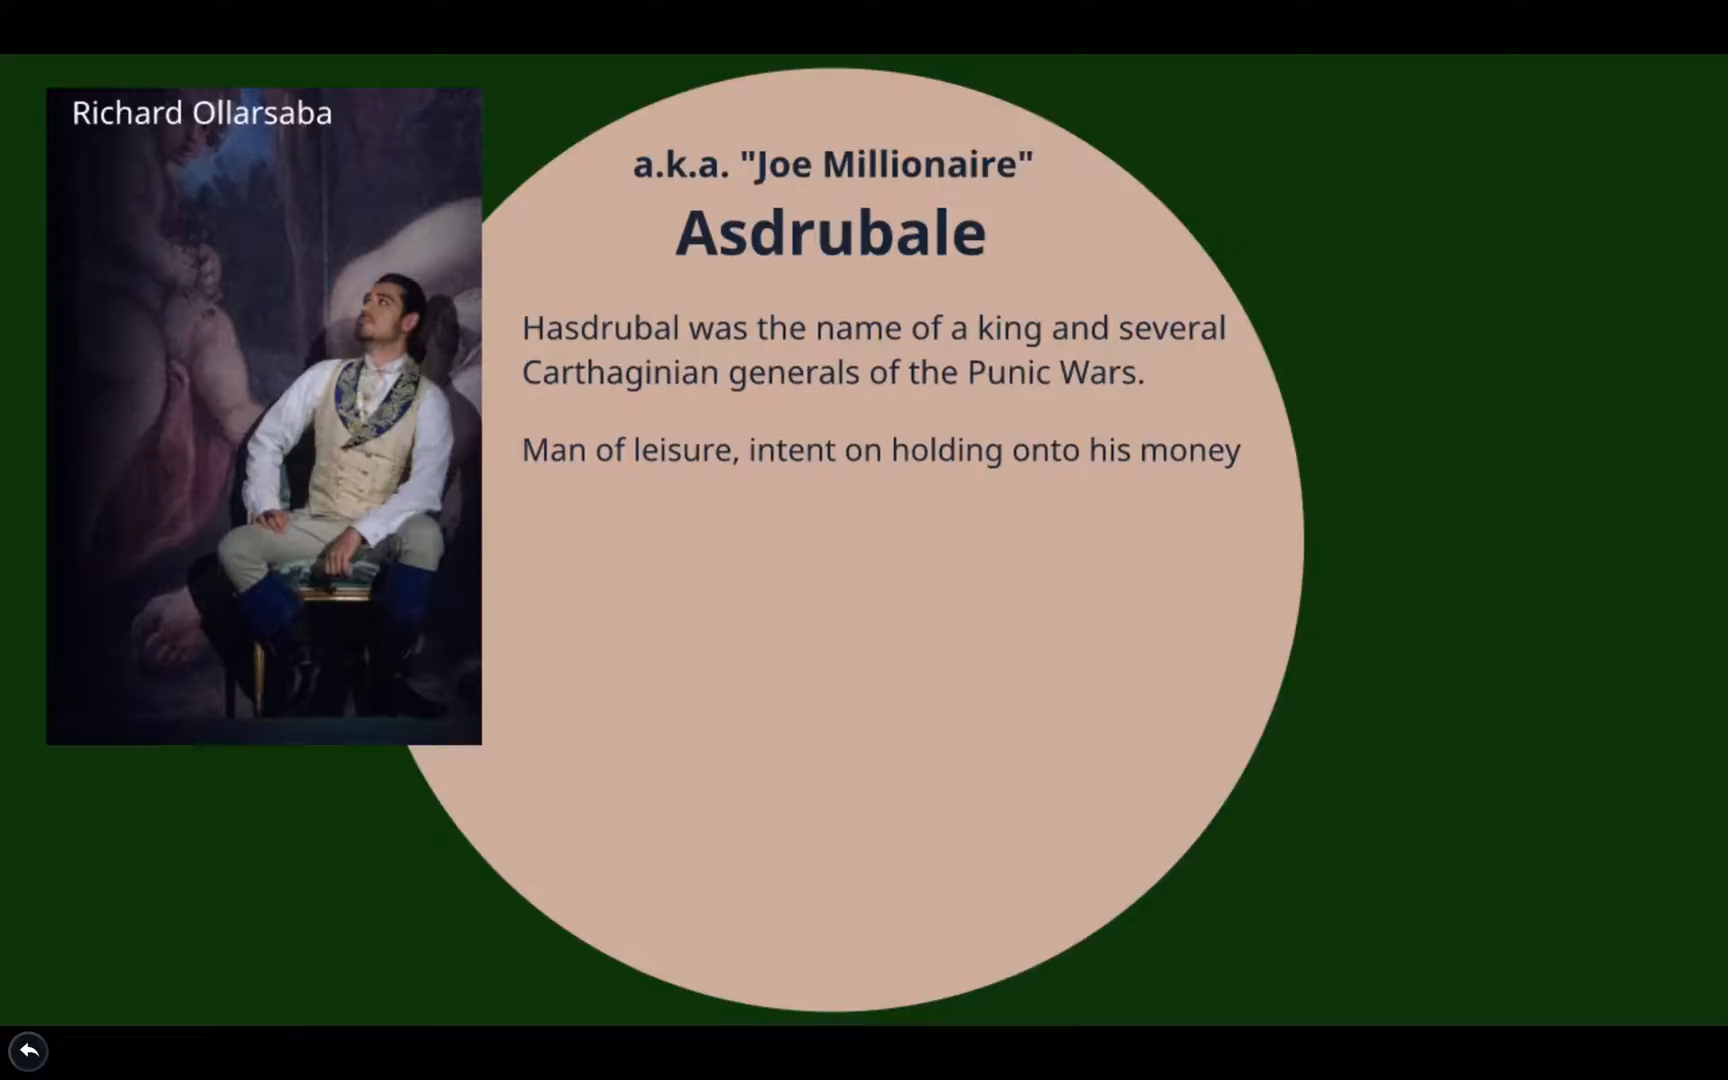 Richard Ollarsaba
a.k.a. "Joe Millionaire"
Asdrubale
Hasdrubal was the name of a king and several
Carthaginian generals of the Punic Wars.
Man of leisure, intent on holding onto his money